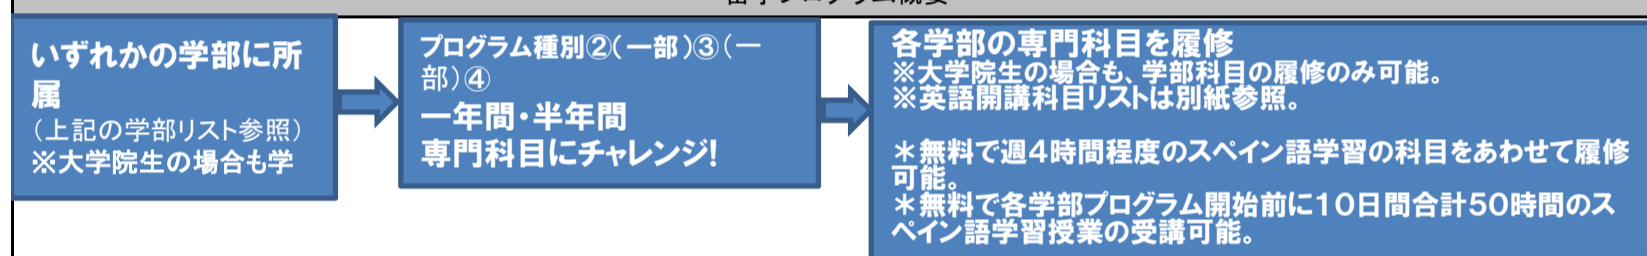 いずれかの学部に所
属
（上記の学部リスト参照）
※大学院生の場合も学
プログラム種別②（一部）③（一
部）④
一年間・半年間
専門科目にチャレンジ！
各学部の専門科目を履修
※大学院生の場合も、学部科目の履修のみ可能。
※英語開講科目リストは別紙参照。
＊無料で週４時間程度のスペイン語学習の科目をあわせて履修
可能。
＊無料で各学部プログラム開始前に１０日間合計５０時間のス
ペイン語学習授業の受講可能。